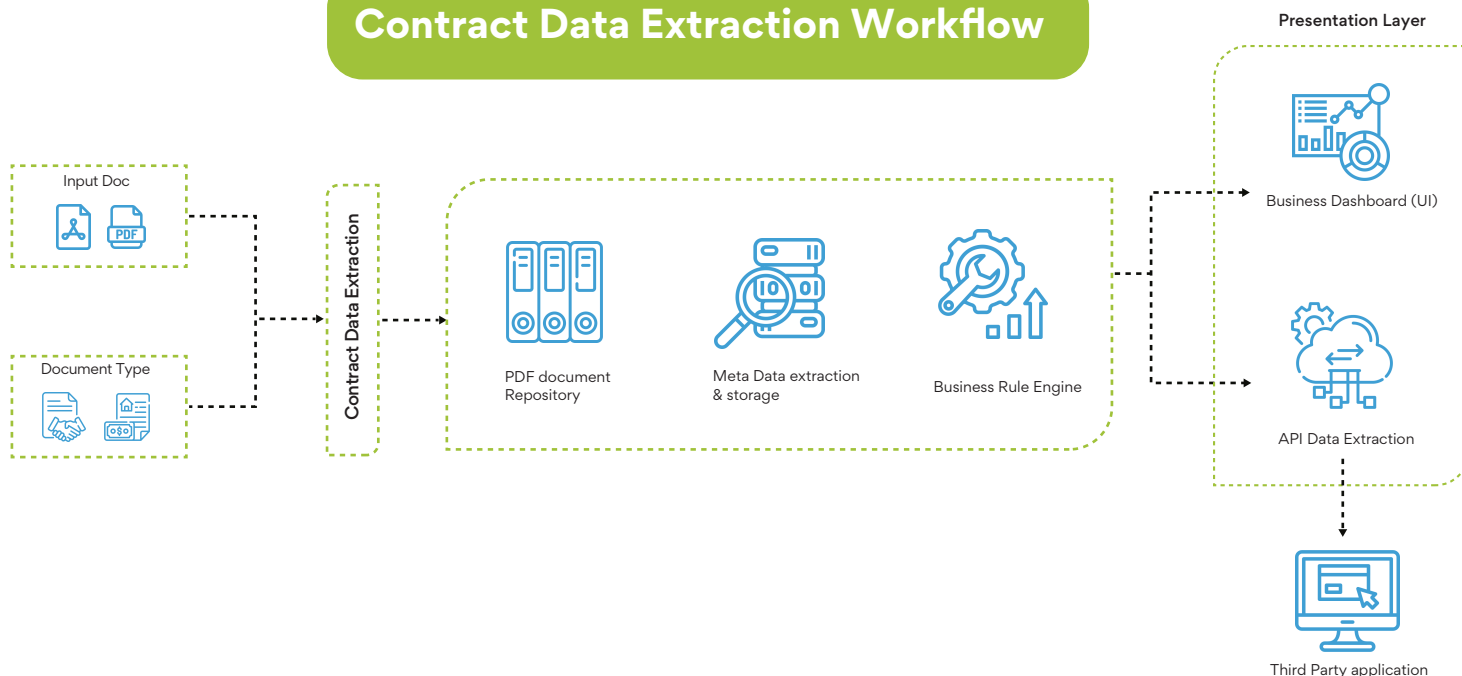 Contract Data Extraction Workflow
Presentation Layer
Input Doc
PDF
Document Type
Contract Data Extraction
PDF document
Repository
Meta Data extraction
& storage
Business Rule Engine
Business Dashboard (UI)
API Data Extraction
Third Party application